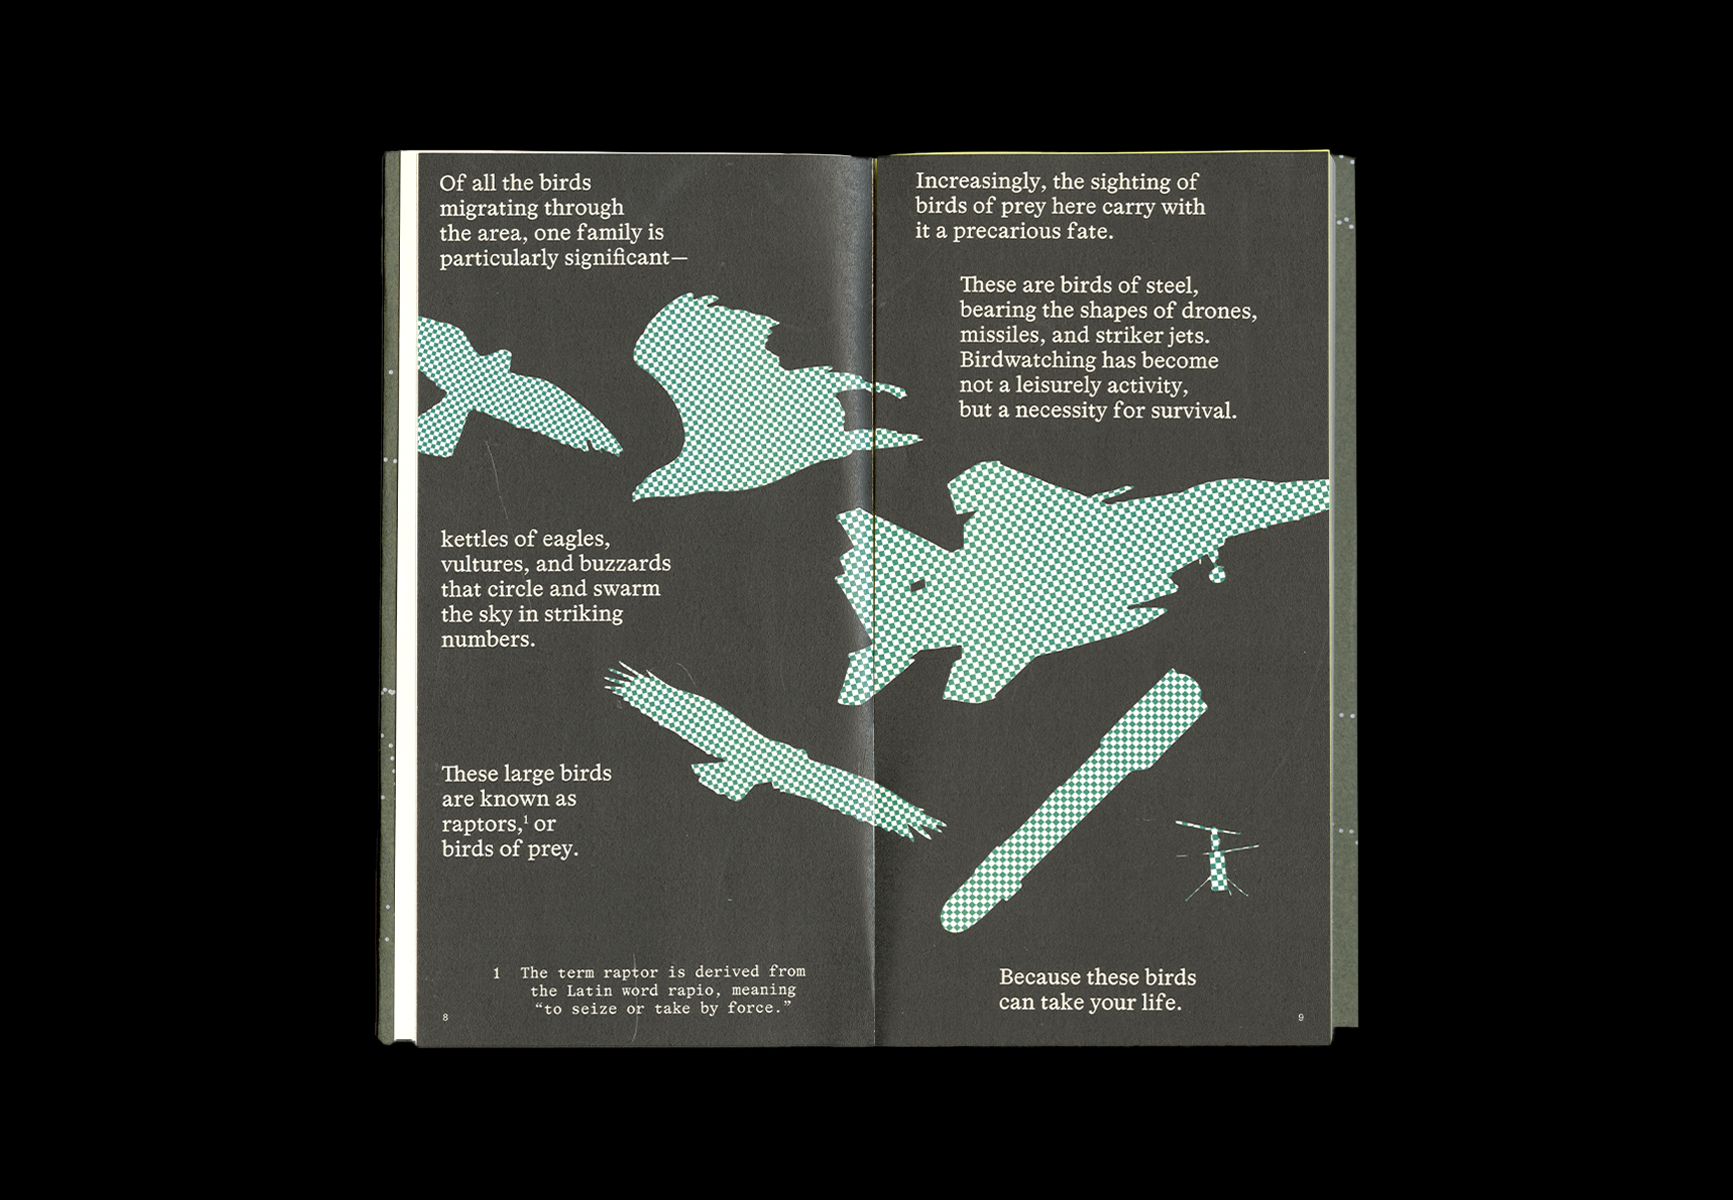 Of all the birds
migrating through
the area, one family is
particularly significant—
kettles of eagles,
vultures, and buzzards
that circle and swarm
the sky in striking
numbers.
These large birds
are known as
raptors,¹ or
birds of prey.
1 The term raptor is derived from
the Latin word rapio, meaning
“to seize or take by force.”
8
Increasingly, the sighting of
birds of prey here carry with
it a precarious fate.
These are birds of steel,
bearing the shapes of drones,
missiles, and striker jets.
Birdwatching has become
not a leisurely activity,
but a necessity for survival.
Because these birds
can take your life.
9